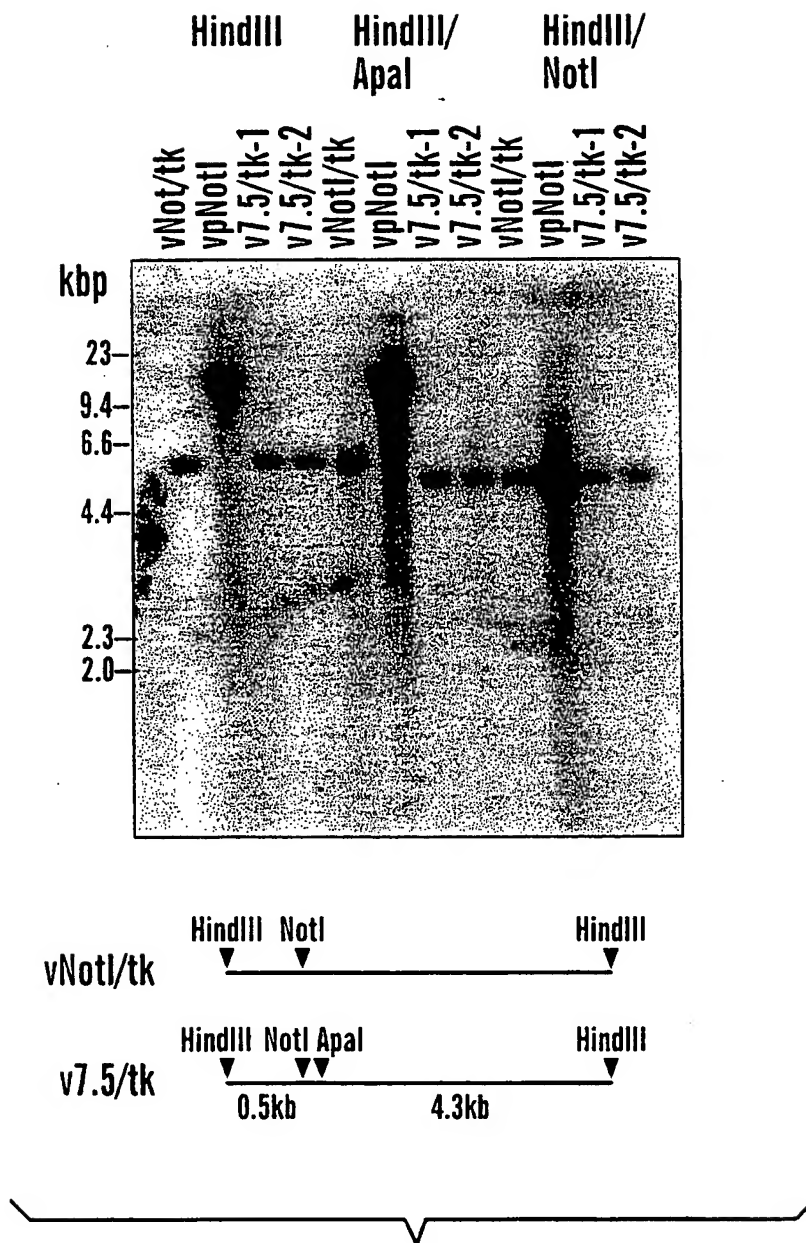 HindIII HindIII/ HindIII/
ApaI NotI
vNot/tk vpNotI v7.5/tk-1 v7.5/tk-2 vNotI/tk vpNotI v7.5/tk-1 v7.5/tk-2 vNotI/tk vpNotI v7.5/tk-1 v7.5/tk-2
kbp
23
9.4
6.6
4.4
2.3
2.0
HindIII NotI HindIII
vNotI/tk
HindIII NotI ApaI HindIII
v7.5/tk
0.5kb 4.3kb